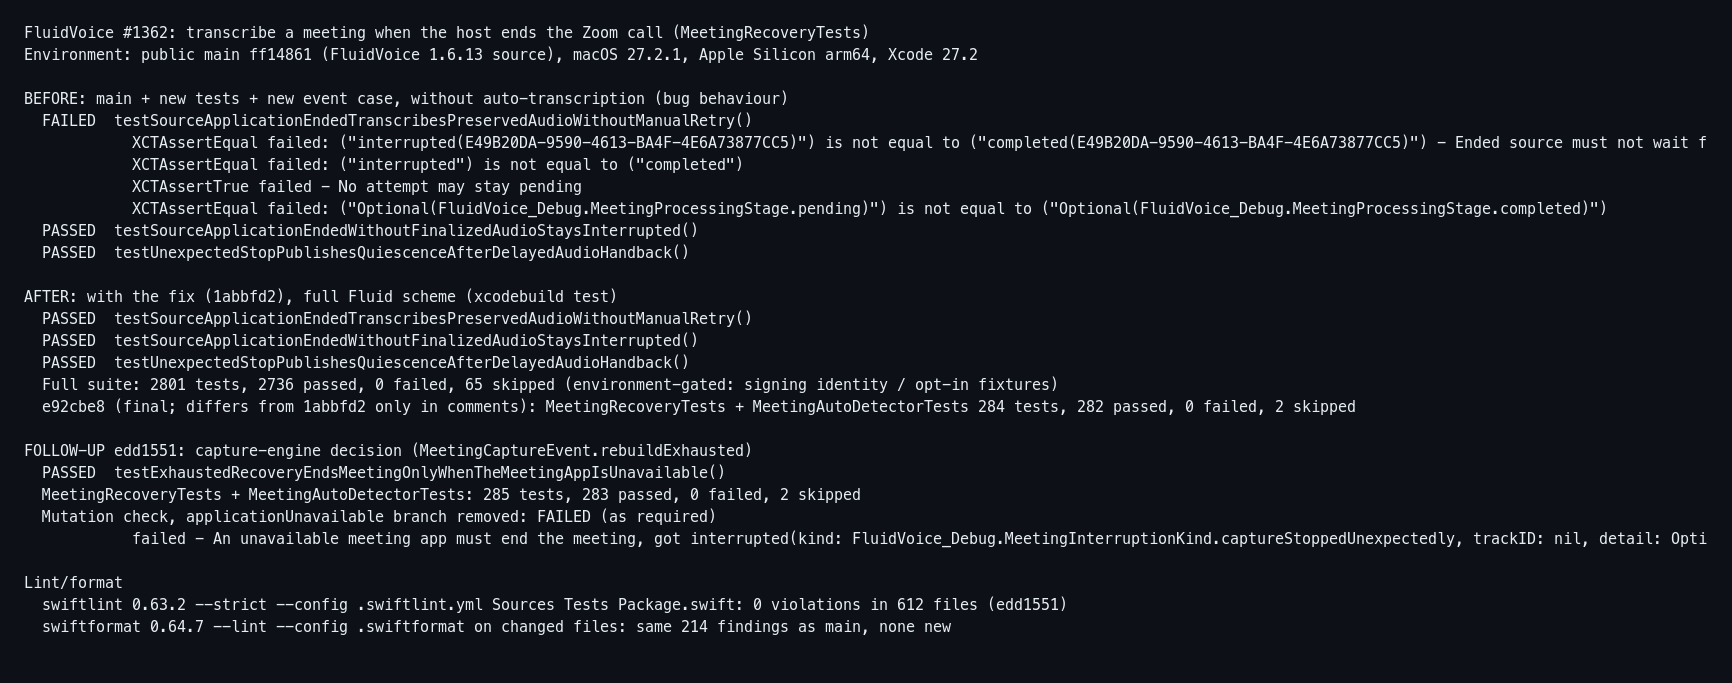 FluidVoice #1362: transcribe a meeting when the host ends the Zoom call (MeetingRecoveryTests)
Environment: public main ff14861 (FluidVoice 1.6.13 source), macOS 27.2.1, Apple Silicon arm64, Xcode 27.2
BEFORE: main + new tests + new event case, without auto-transcription (bug behaviour)
FAILED testSourceApplicationEndedTranscribesPreservedAudioWithoutManualRetry()
XCTAssertEqual failed: ("interrupted(E49B20DA-9590-4613-BA4F-4E6A73877CC5)") is not equal to ("completed(E49B20DA-9590-4613-BA4F-4E6A73877CC5)") - Ended source must not wait f
XCTAssertEqual failed: ("interrupted") is not equal to ("completed")
XCTAssertTrue failed - No attempt may stay pending
XCTAssertEqual failed: ("Optional(FluidVoice_Debug.MeetingProcessingStage.pending)") is not equal to ("Optional(FluidVoice_Debug.MeetingProcessingStage.completed)")
PASSED testSourceApplicationEndedWithoutFinalizedAudioStaysInterrupted()
PASSED testUnexpectedStopPublishesQuiescenceAfterDelayedAudioHandback()
AFTER: with the fix (1abbfd2), full Fluid scheme (xcodebuild test)
PASSED testSourceApplicationEndedTranscribesPreservedAudioWithoutManualRetry()
PASSED testSourceApplicationEndedWithoutFinalizedAudioStaysInterrupted()
PASSED testUnexpectedStopPublishesQuiescenceAfterDelayedAudioHandback()
Full suite: 2801 tests, 2736 passed, 0 failed, 65 skipped (environment-gated: signing identity / opt-in fixtures)
e92cbe8 (final; differs from 1abbfd2 only in comments): MeetingRecoveryTests + MeetingAutoDetectorTests 284 tests, 282 passed, 0 failed, 2 skipped
FOLLOW-UP edd1551: capture-engine decision (MeetingCaptureEvent.rebuildExhausted)
PASSED testExhaustedRecoveryEndsMeetingOnlyWhenTheMeetingAppIsUnavailable()
MeetingRecoveryTests + MeetingAutoDetectorTests: 285 tests, 283 passed, 0 failed, 2 skipped
Mutation check, applicationUnavailable branch removed: FAILED (as required)
failed - An unavailable meeting app must end the meeting, got interrupted(kind: FluidVoice_Debug.MeetingInterruptionKind.captureStoppedUnexpectedly, trackID: nil, detail: Opti
Lint/format
swiftlint 0.63.2 --strict --config .swiftlint.yml Sources Tests Package.swift: 0 violations in 612 files (edd1551)
swiftformat 0.64.7 --lint --config .swiftformat on changed files: same 214 findings as main, none new